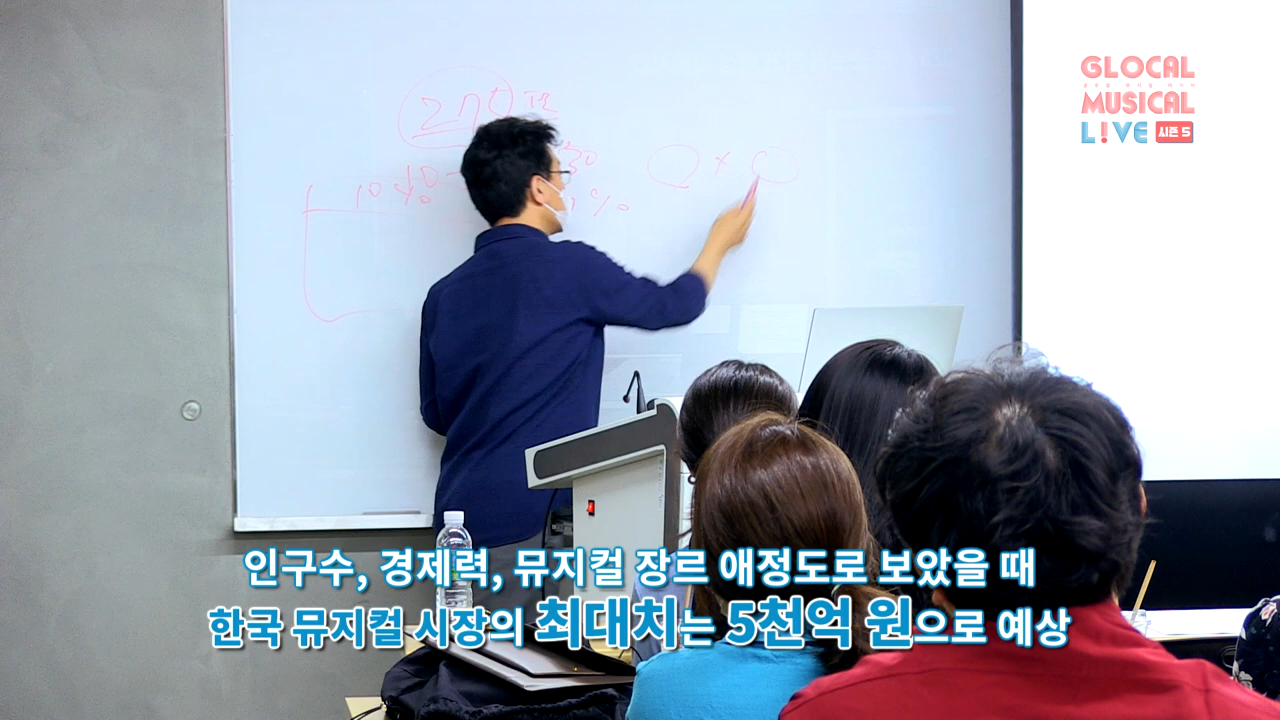 GLOCAL
MUSICAL
L!VE 시즌 5
10 %
인구수, 경제력, 뮤지컬 장르 애정도로 보았을 때
한국 뮤지컬 시장의 최대치는 5천억 원으로 예상